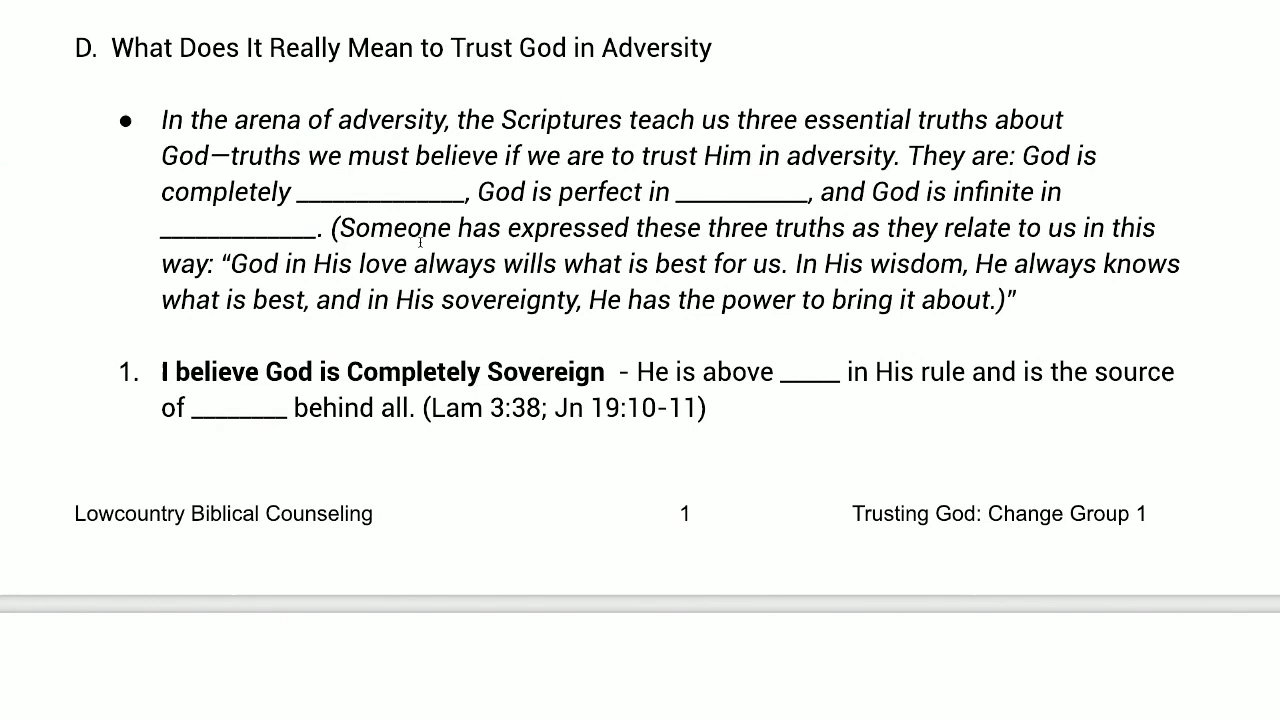 D. What Does It Really Mean to Trust God in Adversity
● In the arena of adversity, the Scriptures teach us three essential truths about
God—truths we must believe if we are to trust Him in adversity. They are: God is
completely ______________, God is perfect in ___________, and God is infinite in
_____________. (Someone has expressed these three truths as they relate to us in this
way: “God in His love always wills what is best for us. In His wisdom, He always knows
what is best, and in His sovereignty, He has the power to bring it about.)”
1. I believe God is Completely Sovereign - He is above _____ in His rule and is the source
of ________ behind all. (Lam 3:38; Jn 19:10-11)
Lowcountry Biblical Counseling 1 Trusting God: Change Group 1